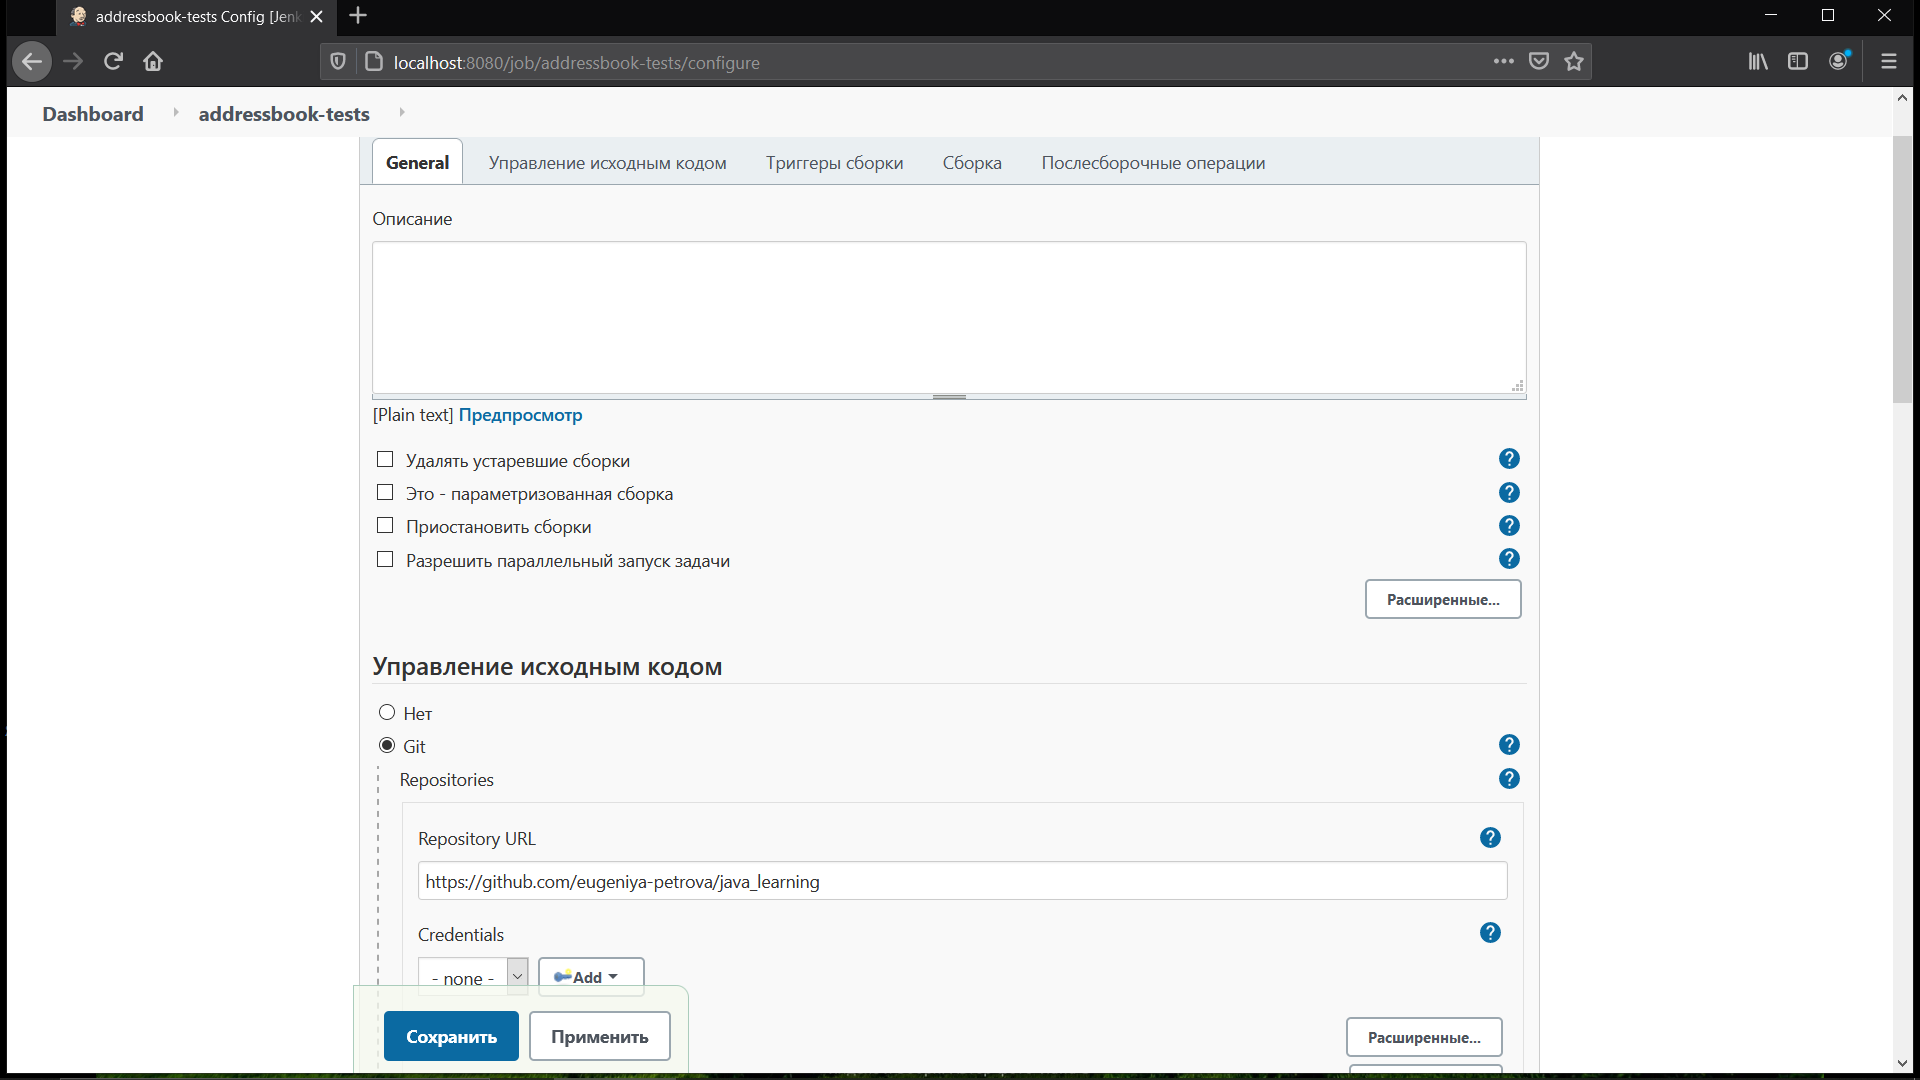 addressbook-tests Config [Jenk
localhost:8080/job/addressbook-tests/configure
Dashboard addressbook-tests
General Управление исходным кодом Триггеры сборки Сборка Послесборочные операции
Описание
[Plain text] Предпросмотр
Удалять устаревшие сборки
Это - параметризованная сборка
Приостановить сборки
Разрешить параллельный запуск задачи
Расширенные...
Управление исходным кодом
Нет
Git
Repositories
Repository URL
https://github.com/eugeniya-petrova/java_learning
Credentials
- none - Add
Сохранить Применить Расширенные...